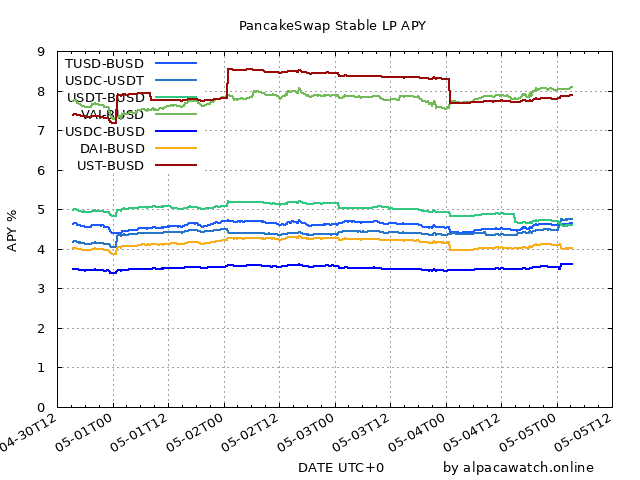 PancakeSwap Stable LP APY
APY %
9
8
7
6
5
4
3
2
1
0
TUSD-BUSD
USDC-USDT
USDT-BUSD
VAI-BUSD
USDC-BUSD
DAI-BUSD
UST-BUSD
04-30T12
05-01T00
05-01T12
05-02T00
05-02T12
05-03T00
05-03T12
05-04T00
05-04T12
05-05T00
05-05T12
DATE UTC+0
by alpacawatch.online